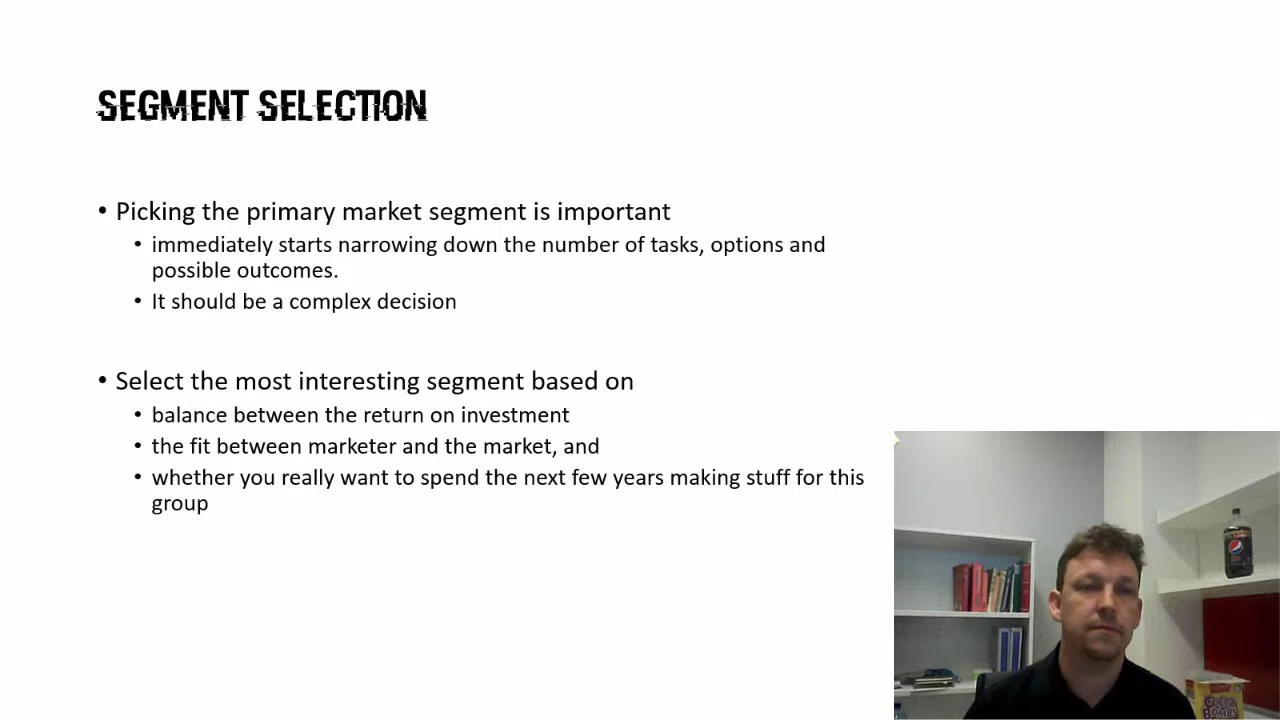 SEGMENT SELECTION
• Picking the primary market segment is important
• immediately starts narrowing down the number of tasks, options and
possible outcomes.
• It should be a complex decision
• Select the most interesting segment based on
• balance between the return on investment
• the fit between marketer and the market, and
• whether you really want to spend the next few years making stuff for this
group
COCOA
BOMBS